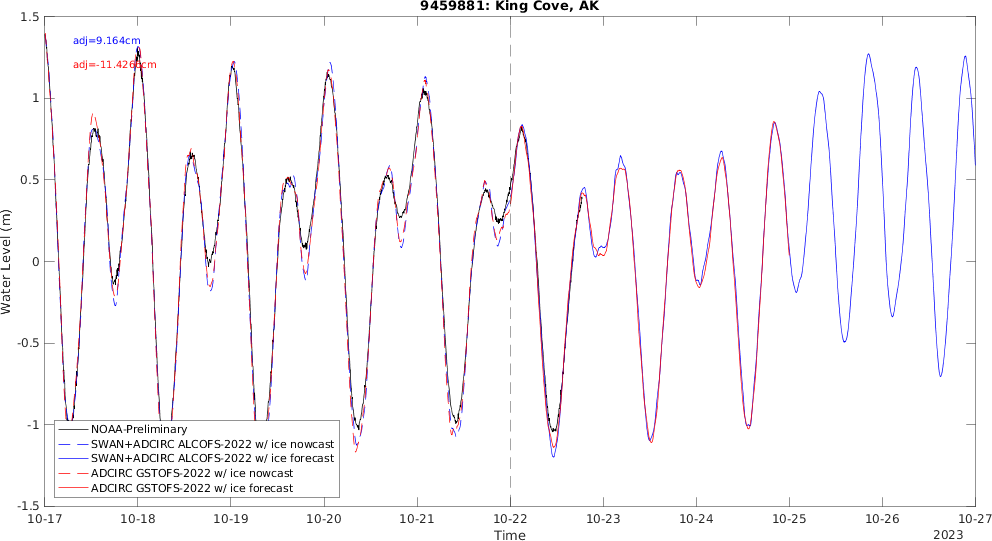 9459881: King Cove, AK
1.5
1
0.5
0
-0.5
-1
-1.5
Water Level (m)
adj=9.164cm
adj=-11.4266cm
NOAA-Preliminary
SWAN+ADCIRC ALCOFS-2022 w/ ice nowcast
SWAN+ADCIRC ALCOFS-2022 w/ ice forecast
ADCIRC GSTOFS-2022 w/ ice nowcast
ADCIRC GSTOFS-2022 w/ ice forecast
10-17 10-18 10-19 10-20 10-21 10-22 10-23 10-24 10-25 10-26 10-27
Time
2023